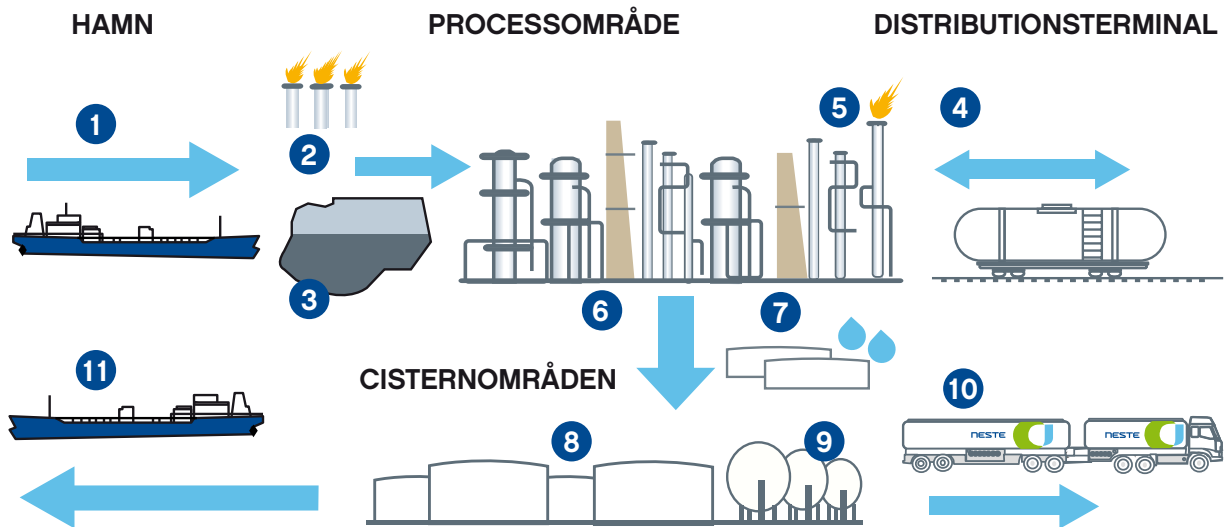 HAMN
PROCESSOMRÅDE
DISTRIBUTIONSTERMINAL
1
2
3
4
5
6
7
11
CISTERNOMRÅDEN
8
9
10
NESTE
NESTE